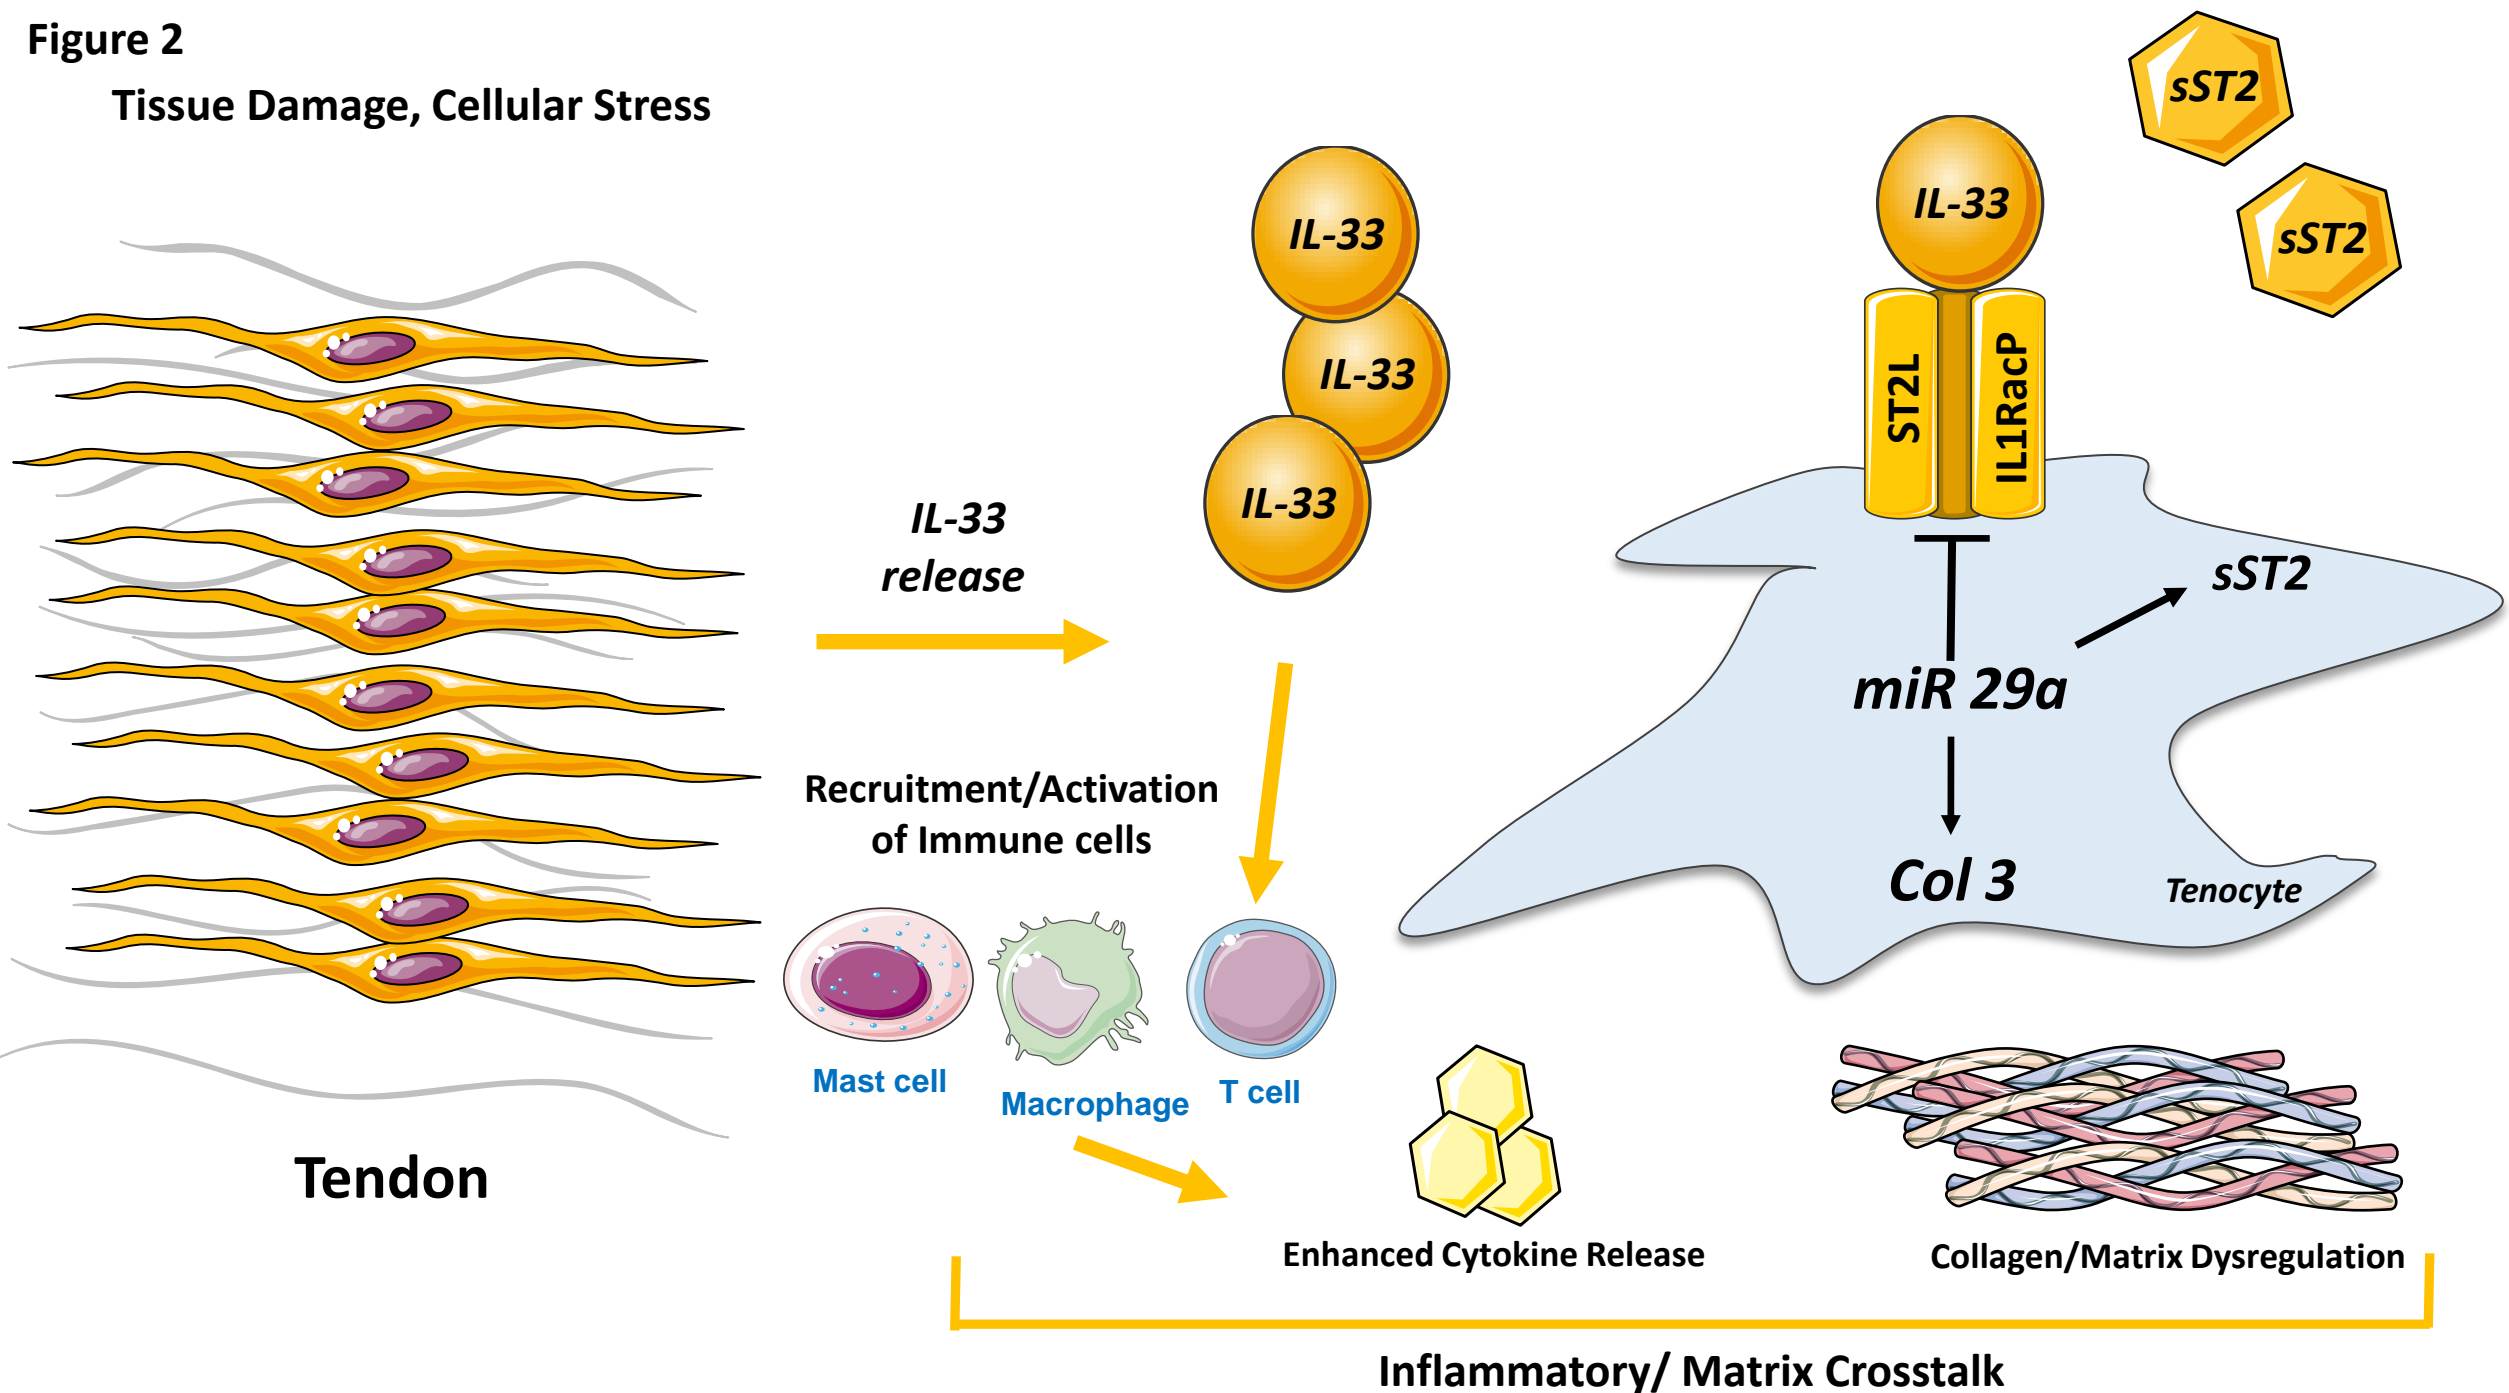 Figure 2
Tissue Damage, Cellular Stress
IL-33
release
IL-33
IL-33
IL-33
Recruitment/Activation
of Immune cells
Mast cell
Macrophage
T cell
Tendon
sST2
sST2
IL-33
ST2L
IL1RacP
sST2
miR 29a
Col 3
Tenocyte
Enhanced Cytokine Release
Collagen/Matrix Dysregulation
Inflammatory/ Matrix Crosstalk